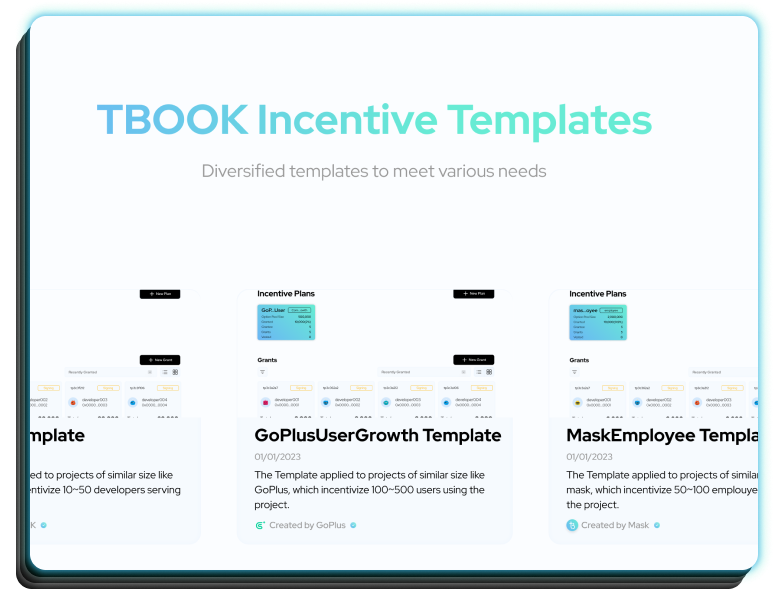 TBOOK Incentive Templates
Diversified templates to meet various needs
+ New Plan
Incentive Plans
+ New Plan
Incentive Plans
GoP..User
mas..oyee
+ New Grant
Grants
+ New Grant
Grants
Recently Granted
Recently Granted
developer002
developer004
developer001
developer002
developer003
developer004
developer001
developer002
developer003
mplate
GoPlusUserGrowth Template
MaskEmployee Templa
01/01/2023
01/01/2023
ed to projects of similar size like
entivize 10~50 developers serving
The Template applied to projects of similar size like
GoPlus, which incentivize 100~500 users using the
project.
The Template applied to projects of similar
mask, which incentivize 50~100 employe
the project.
K
Created by GoPlus
Created by Mask